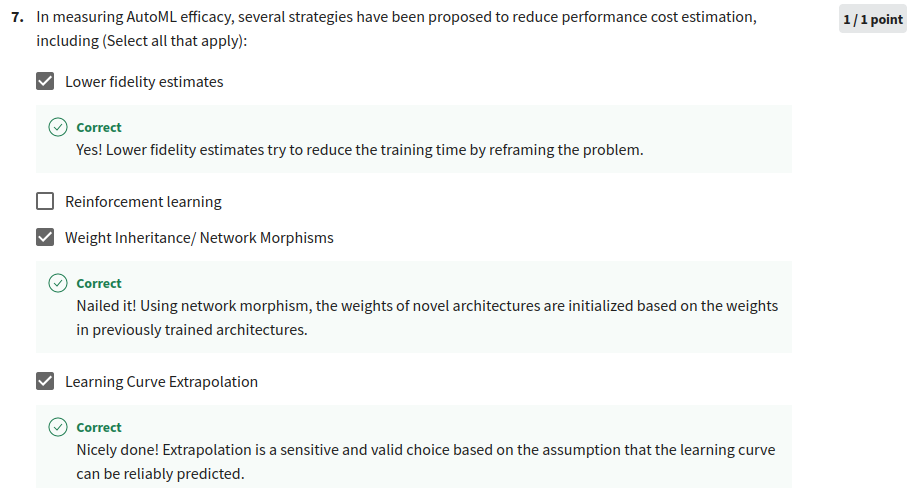 7. In measuring AutoML efficacy, several strategies have been proposed to reduce performance cost estimation,
including (Select all that apply):
1 / 1 point
Lower fidelity estimates
Correct
Yes! Lower fidelity estimates try to reduce the training time by reframing the problem.
Reinforcement learning
Weight Inheritance/ Network Morphisms
Correct
Nailed it! Using network morphism, the weights of novel architectures are initialized based on the weights
in previously trained architectures.
Learning Curve Extrapolation
Correct
Nicely done! Extrapolation is a sensitive and valid choice based on the assumption that the learning curve
can be reliably predicted.